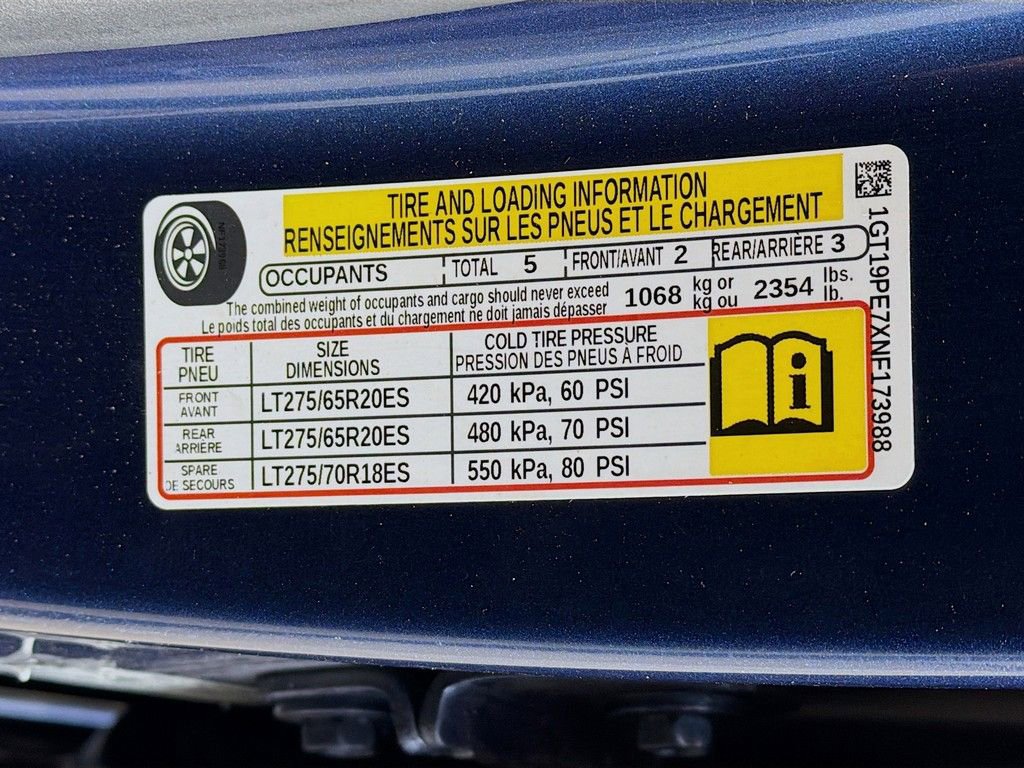 TIRE AND LOADING INFORMATION
RENSEIGNEMENTS SUR LES PNEUS ET LE CHARGEMENT
OCCUPANTS TOTAL 5 FRONT/AVANT 2 REAR/ARRIÈRE 3
The combined weight of occupants and cargo should never exceed 1068 kg or 2354 lbs.
Le poids total des occupants et du chargement ne doit jamais dépasser kg ou lb.
TIRE SIZE COLD TIRE PRESSURE
PNEU DIMENSIONS PRESSION DES PNEUS À FROID
FRONT
AVANT LT275/65R20ES 420 kPa, 60 PSI
REAR
ARRIÈRE LT275/65R20ES 480 kPa, 70 PSI
SPARE
DE SECOURS LT275/70R18ES 550 kPa, 80 PSI
i
1GT19PE7XNF173988